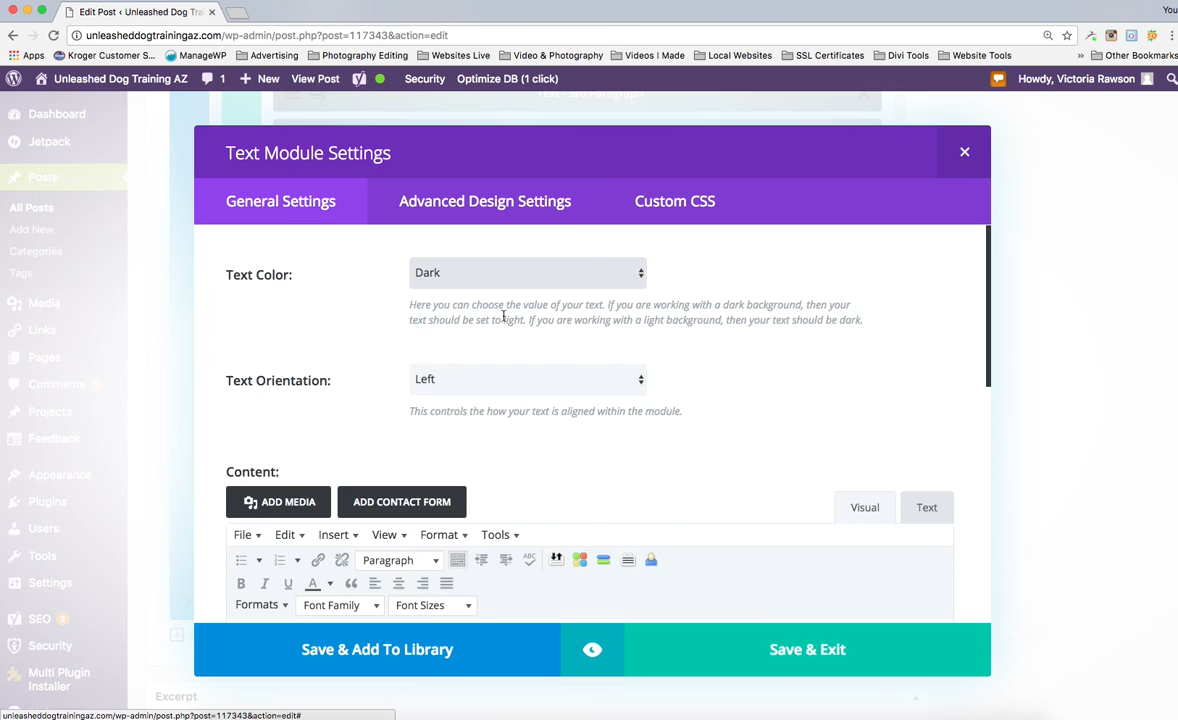 Edit Post ‹ Unleashed Dog Tra
You
unleasheddogtrainingaz.com/wp-admin/post.php?post=117343&action=edit
Apps Kroger Customer S... ManageWP Advertising Photography Editing Websites Live Video & Photography Videos I Made Local Websites SSL Certificates Divi Tools Website Tools » Other Bookmarks
Unleashed Dog Training AZ 1 + New View Post Security Optimize DB (1 click) Howdy, Victoria Rawson
Dashboard
Jetpack
Posts
All Posts
Add New
Categories
Tags
Media
Links
Pages
Comments
Projects
Feedback
Appearance
Plugins
Users
Tools
Settings
SEO 2
Security
Multi Plugin
Installer
Text - 3rd Paragraph
Text Module Settings
General Settings Advanced Design Settings Custom CSS
Text Color:
Dark
Here you can choose the value of your text. If you are working with a dark background, then your
text should be set to light. If you are working with a light background, then your text should be dark.
Text Orientation:
Left
This controls the how your text is aligned within the module.
Content:
ADD MEDIA ADD CONTACT FORM
Visual Text
File Edit Insert View Format Tools
Paragraph
ABC
B I U A
Formats Font Family Font Sizes
Save & Add To Library Save & Exit
Excerpt
unleasheddogtrainingaz.com/wp-admin/post.php?post=117343&action=edit#